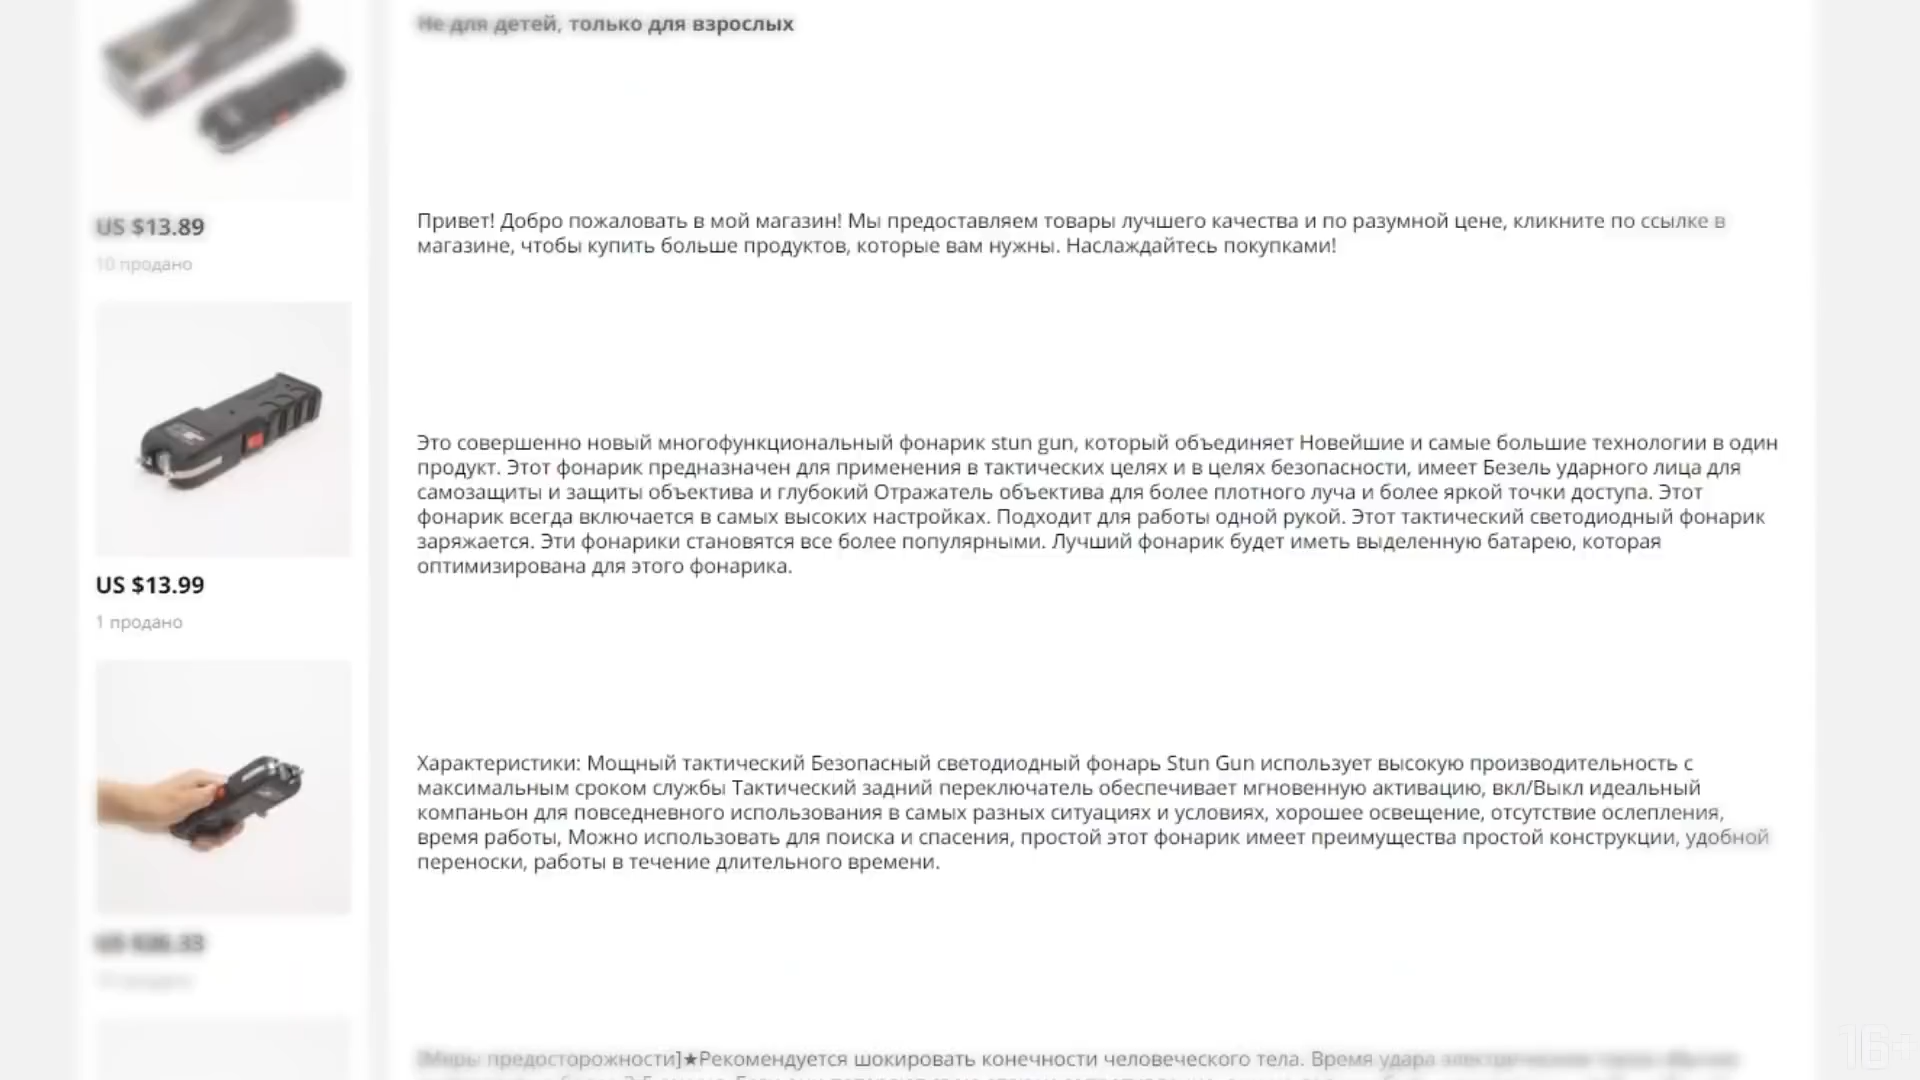 Не для детей, только для взрослых
US $13.89
10 продано
Привет! Добро пожаловать в мой магазин! Мы предоставляем товары лучшего качества и по разумной цене, кликните по ссылке в
магазине, чтобы купить больше продуктов, которые вам нужны. Наслаждайтесь покупками!
Это совершенно новый многофункциональный фонарик stun gun, который объединяет Новейшие и самые большие технологии в один
продукт. Этот фонарик предназначен для применения в тактических целях и в целях безопасности, имеет Безель ударного лица для
самозащиты и защиты объектива и глубокий Отражатель объектива для более плотного луча и более яркой точки доступа. Этот
фонарик всегда включается в самых высоких настройках. Подходит для работы одной рукой. Этот тактический светодиодный фонарик
заряжается. Эти фонарики становятся все более популярными. Лучший фонарик будет иметь выделенную батарею, которая
оптимизирована для этого фонарика.
US $13.99
1 продано
Характеристики: Мощный тактический Безопасный светодиодный фонарь Stun Gun использует высокую производительность с
максимальным сроком службы Тактический задний переключатель обеспечивает мгновенную активацию, вкл/Выкл идеальный
компаньон для повседневного использования в самых разных ситуациях и условиях, хорошее освещение, отсутствие ослепления,
время работы, Можно использовать для поиска и спасения, простой этот фонарик имеет преимущества простой конструкции, удобной
переноски, работы в течение длительного времени.
[Меры предосторожности]★Рекомендуется шокировать конечности человеческого тела. Время удара
16+